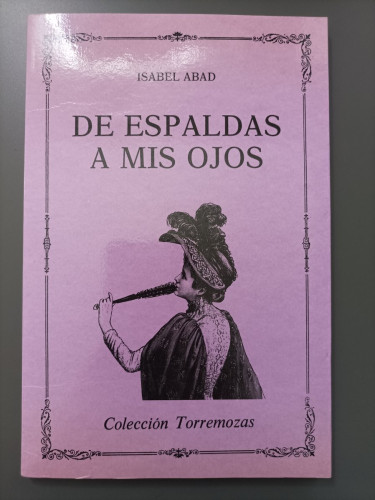 ISABEL ABAD
DE ESPALDAS
A MIS OJOS
Colección Torremozas